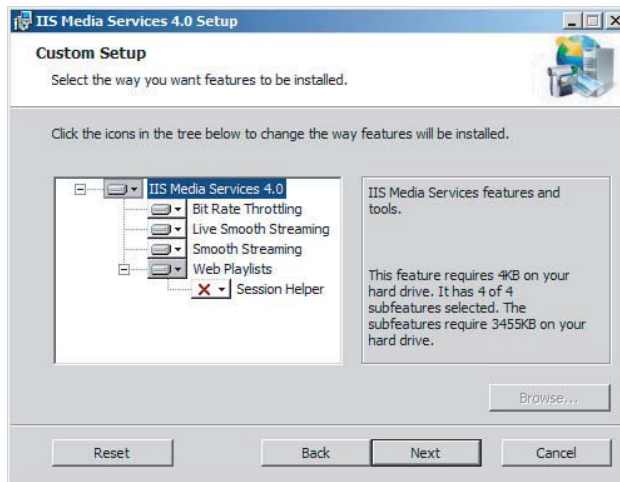 IIS Media Services 4.0 Setup
Custom Setup
Select the way you want features to be installed.
Click the icons in the tree below to change the way features will be installed.
IIS Media Services 4.0
Bit Rate Throttling
Live Smooth Streaming
Smooth Streaming
Web Playlists
Session Helper
IIS Media Services features and
tools.
This feature requires 4KB on your
hard drive. It has 4 of 4
subfeatures selected. The
subfeatures require 3455KB on your
hard drive.
Browse...
Reset
Back
Next
Cancel